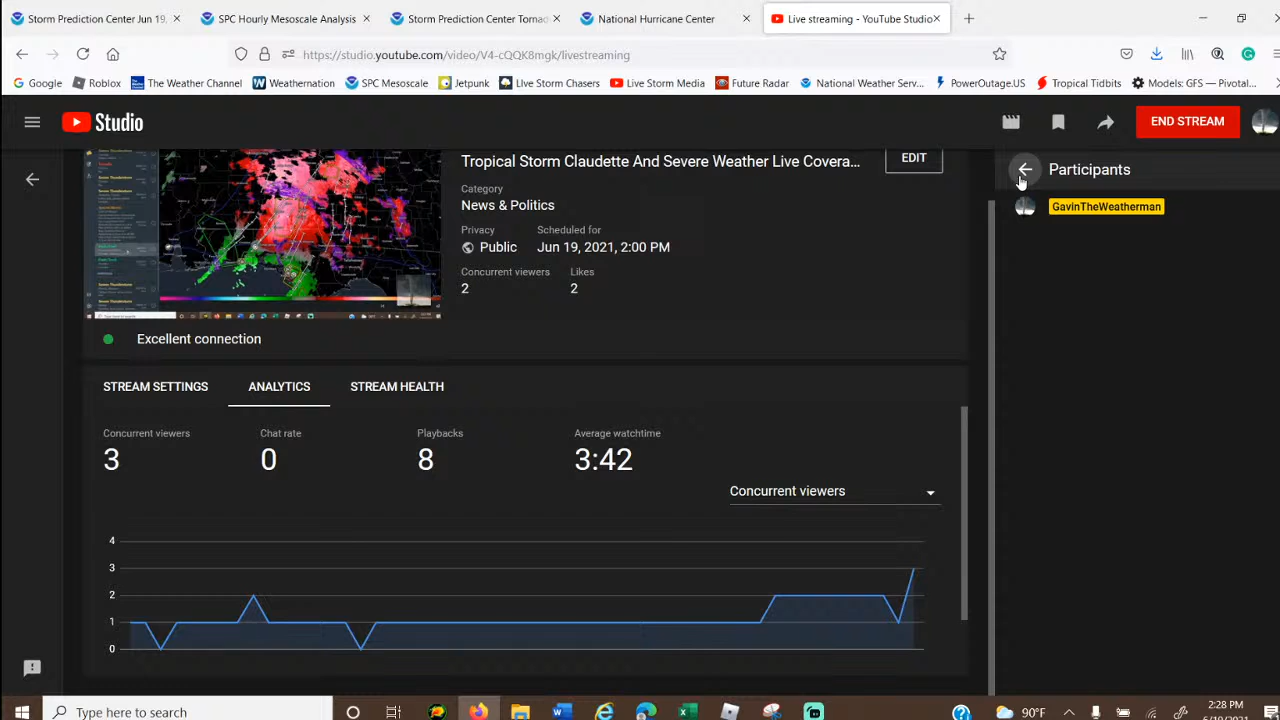 Storm Prediction Center Jun 19, SPC Hourly Mesoscale Analysis Storm Prediction Center Tornad National Hurricane Center Live streaming - YouTube Studio
https://studio.youtube.com/video/V4-cQQK8mgk/livestreaming
Google Roblox The Weather Channel Weathernation SPC Mesoscale Jetpunk Live Storm Chasers Live Storm Media Future Radar National Weather Serv... PowerOutage.US Tropical Tidbits Models: GFS — Pivotal...
Studio END STREAM
Tropical Storm Claudette And Severe Weather Live Covera... EDIT
Participants
GavinTheWeatherman
Category
News & Politics
Public Jun 19, 2021, 2:00 PM
Concurrent viewers Likes
2 2
Excellent connection
STREAM SETTINGS ANALYTICS STREAM HEALTH
Concurrent viewers Chat rate Playbacks Average watchtime
3 0 8 3:42
Concurrent viewers
4
3
2
1
0
Type here to search 90°F 2:28 PM